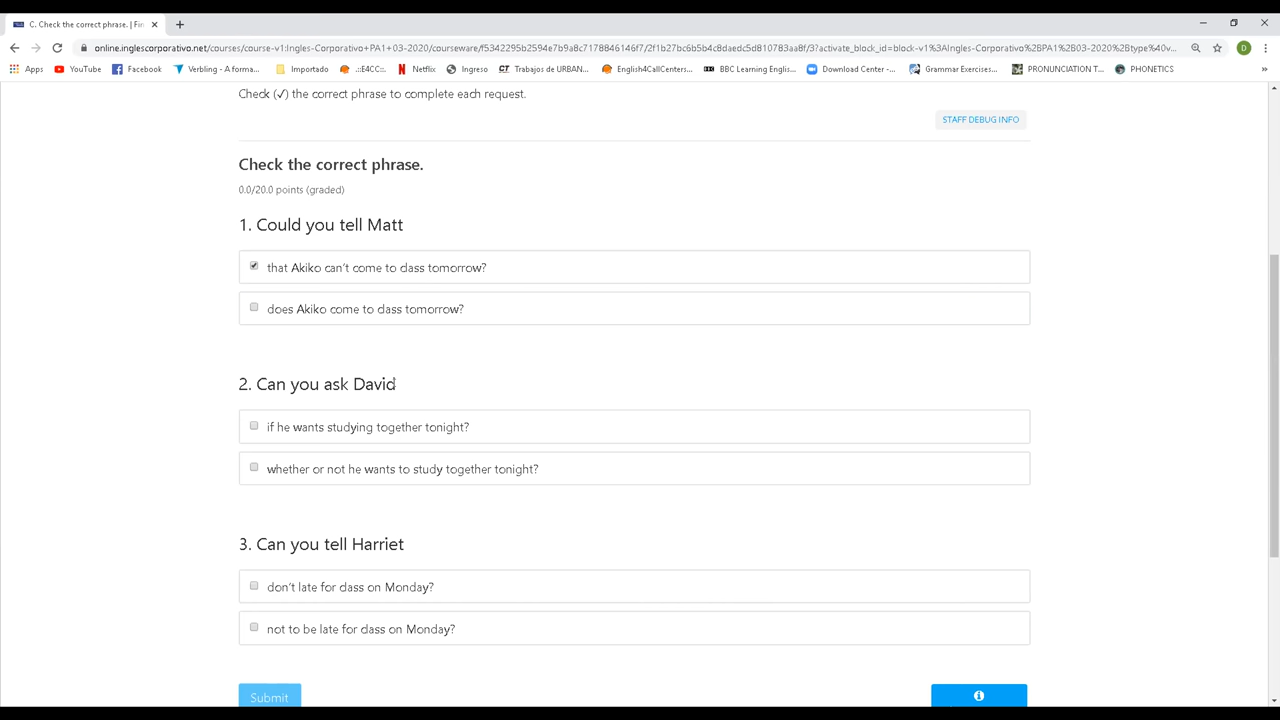 C. Check the correct phrase. | Fin
online.inglescorporativo.net/courses/course-v1:Ingles-Corporativo+PA1+03-2020/courseware/f5342295b2594e7b9a8c7178846146f7/2f1b27bc6b5b4c8daedc5d810783aa8f/3?activate_block_id=block-v1%3AIngles-Corporativo%2BPA1%2B03-2020%2Btype%40v...
D
Apps YouTube Facebook Verbling - A forma... Importado .::E4CC::. Netflix Ingreso Trabajos de URBAN... English4CallCenters... BBC Learning Englis... Download Center -... Grammar Exercises... PRONUNCIATION T... PHONETICS »
Check (✓) the correct phrase to complete each request.
STAFF DEBUG INFO
Check the correct phrase.
0.0/20.0 points (graded)
1. Could you tell Matt
that Akiko can't come to class tomorrow?
does Akiko come to class tomorrow?
2. Can you ask David
if he wants studying together tonight?
whether or not he wants to study together tonight?
3. Can you tell Harriet
don't late for class on Monday?
not to be late for class on Monday?
Submit